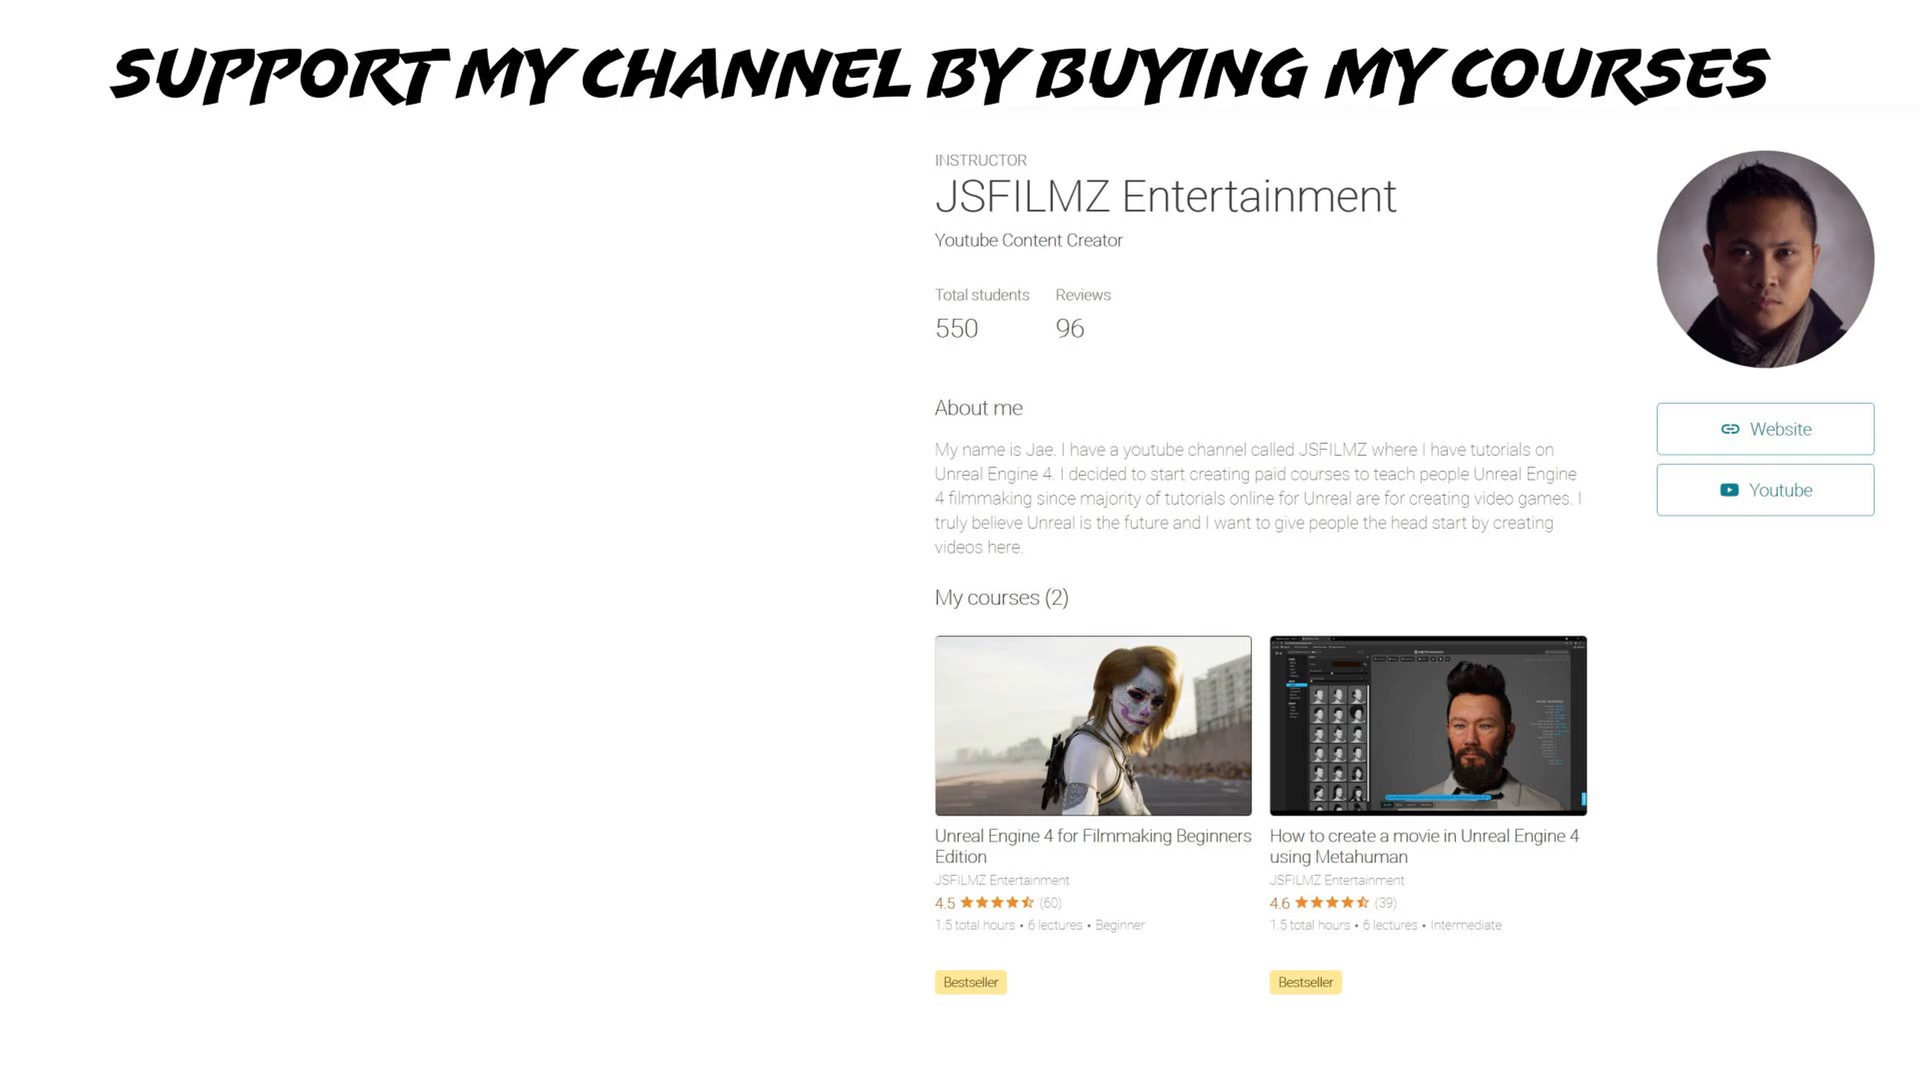 SUPPORT MY CHANNEL BY BUYING MY COURSES
INSTRUCTOR
JSFILMZ Entertainment
Youtube Content Creator
Total students
Reviews
550
96
Website
Youtube
About me
My name is Jae. I have a youtube channel called JSFILMZ where I have tutorials on
Unreal Engine 4. I decided to start creating paid courses to teach people Unreal Engine
4 filmmaking since majority of tutorials online for Unreal are for creating video games. I
truly believe Unreal is the future and I want to give people the head start by creating
videos here.
My courses (2)
Unreal Engine 4 for Filmmaking Beginners
Edition
JSFILMZ Entertainment
4.5 (60)
1.5 total hours • 6 lectures • Beginner
Bestseller
How to create a movie in Unreal Engine 4
using Metahuman
JSFILMZ Entertainment
4.6 (39)
1.5 total hours • 6 lectures • Intermediate
Bestseller